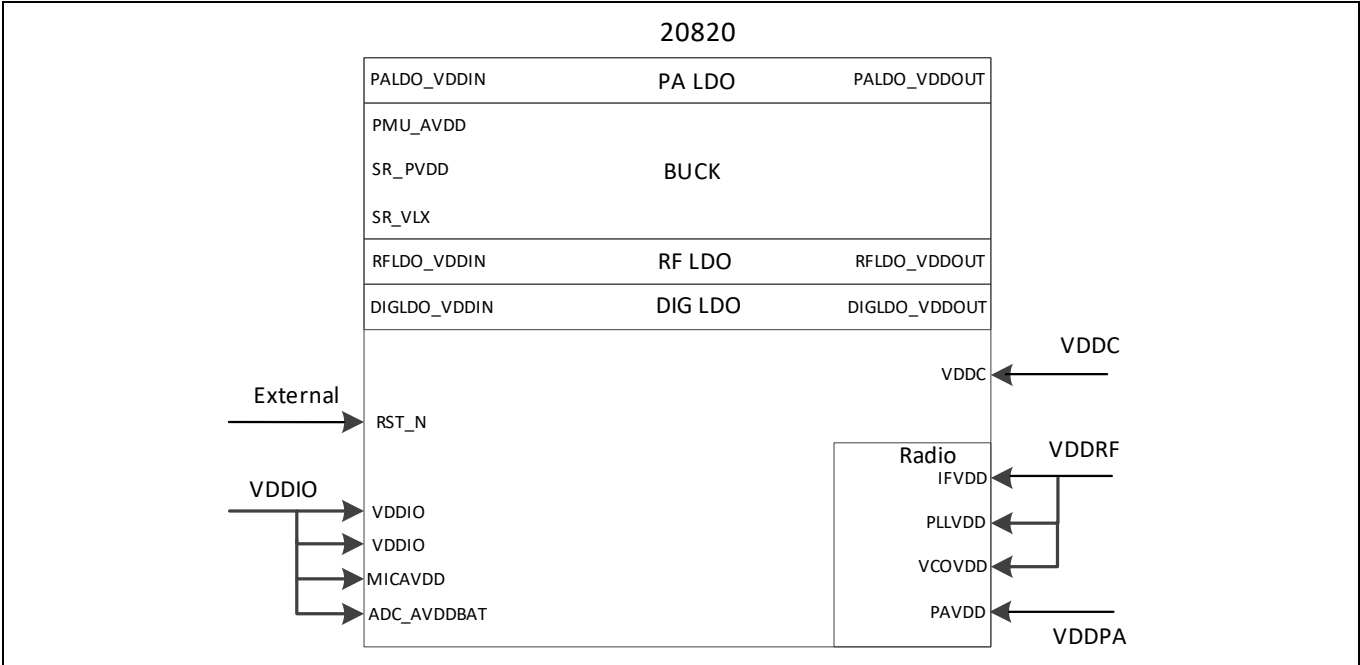 20820
PALDO_VDDIN PA LDO PALDO_VDDOUT
PMU_AVDD
SR_PVDD BUCK
SR_VLX
RFLDO_VDDIN RF LDO RFLDO_VDDOUT
DIGLDO_VDDIN DIG LDO DIGLDO_VDDOUT
VDDC
VDDC
External
RST_N
Radio
VDDRF
IFVDD
VDDIO
VDDIO
PLLVDD
VDDIO
VCOVDD
MICAVDD
ADC_AVDDBAT
PAVDD
VDDPA